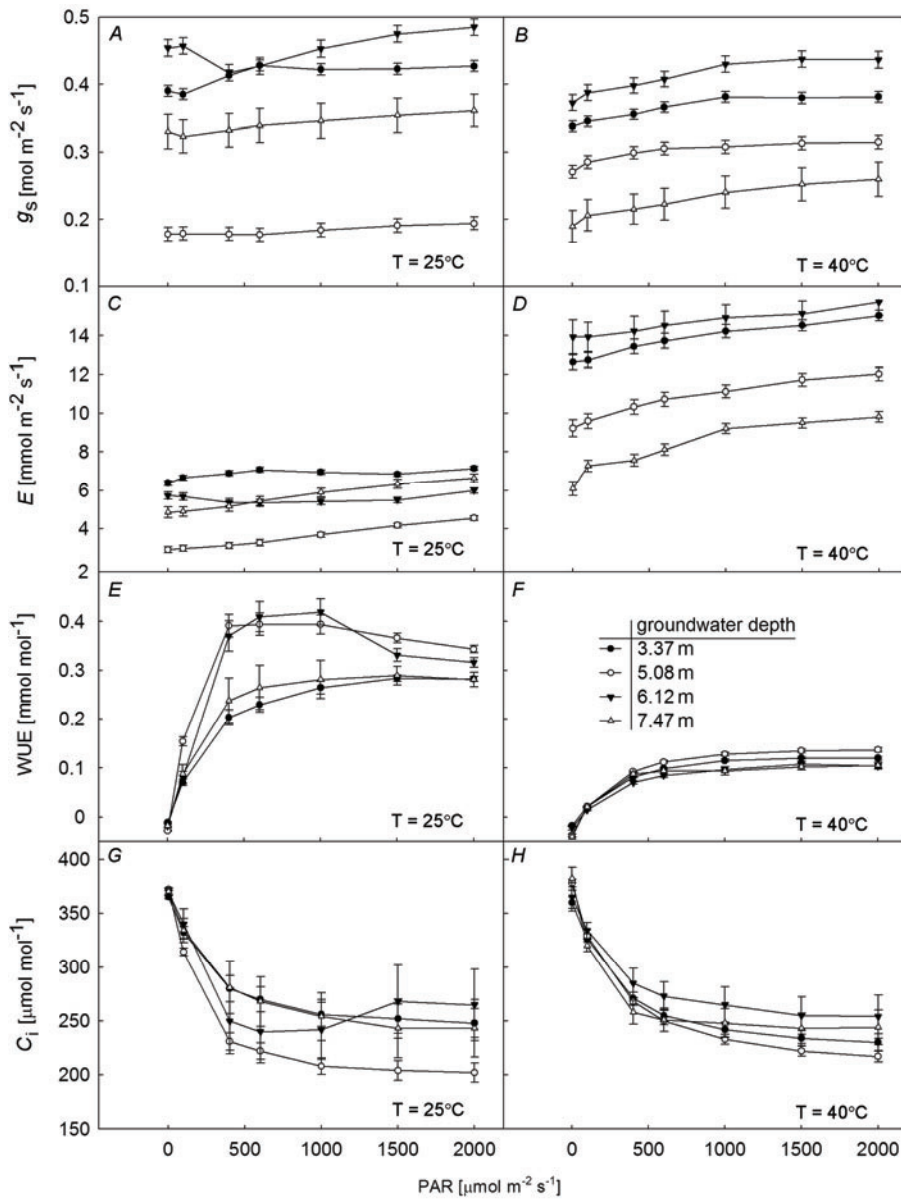 A
0.5
0.4
0.3
0.2
0.1
gs [mol m-2 s-1]
T = 25°C
B
T = 40°C
C
14
12
10
8
6
4
2
E [mmol m-2 s-1]
T = 25°C
D
T = 40°C
E
0.4
0.3
0.2
0.1
0
WUE [mmol mol-1]
T = 25°C
F
groundwater depth
3.37 m
5.08 m
6.12 m
7.47 m
T = 40°C
G
400
350
300
250
200
150
Ci [µmol mol-1]
T = 25°C
H
T = 40°C
0 500 1000 1500 2000 0 500 1000 1500 2000
PAR [µmol m-2 s-1]